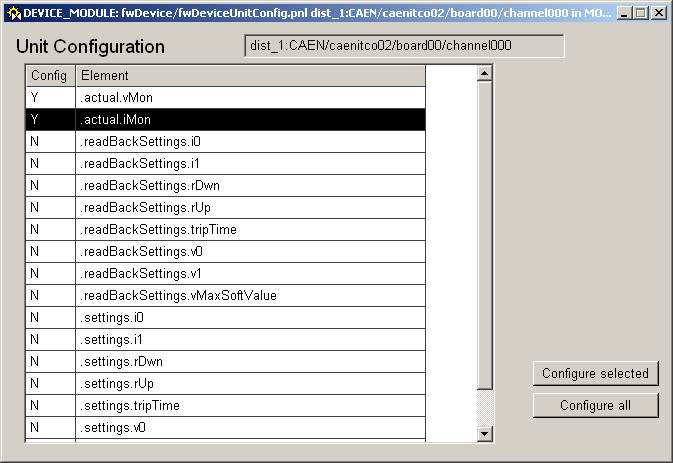 DEVICE_MODULE: fwDevice/fwDeviceUnitConfig.pnl dist_1:CAEN/caenitco02/board00/channel000 in MO...
Unit Configuration dist_1:CAEN/caenitco02/board00/channel000
Config Element
Y .actual.vMon
Y .actual.iMon
N .readBackSettings.i0
N .readBackSettings.i1
N .readBackSettings.rDwn
N .readBackSettings.rUp
N .readBackSettings.tripTime
N .readBackSettings.v0
N .readBackSettings.v1
N .readBackSettings.vMaxSoftValue
N .settings.i0
N .settings.i1
N .settings.rDwn
N .settings.rUp
N .settings.tripTime
N .settings.v0
Configure selected
Configure all